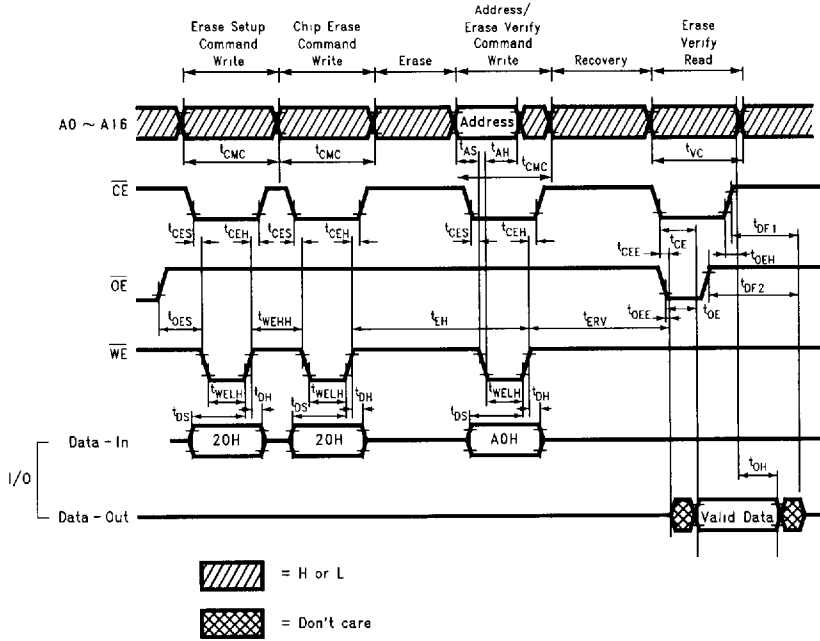 Erase Setup
Command
Write
Chip Erase
Command
Write
Erase
Address/
Erase Verify
Command
Write
Recovery
Erase
Verify
Read
A0 ~ A16
Address
tCMC
tCMC
tAS
tAH
tCMC
tVC
CE
tCES
tCEH
tCES
tCEH
tCES
tCEH
tCEE
tCE
tDF1
tOEH
OE
tOES
tWEHH
tEH
tERV
tOEE
tOE
tDF2
WE
tWELH
tDH
tWELH
tDH
tWELH
tDH
tDS
tDS
tDS
I/O
Data-In
20H
20H
A0H
tOH
Data-Out
Valid Data
= H or L
= Don't care